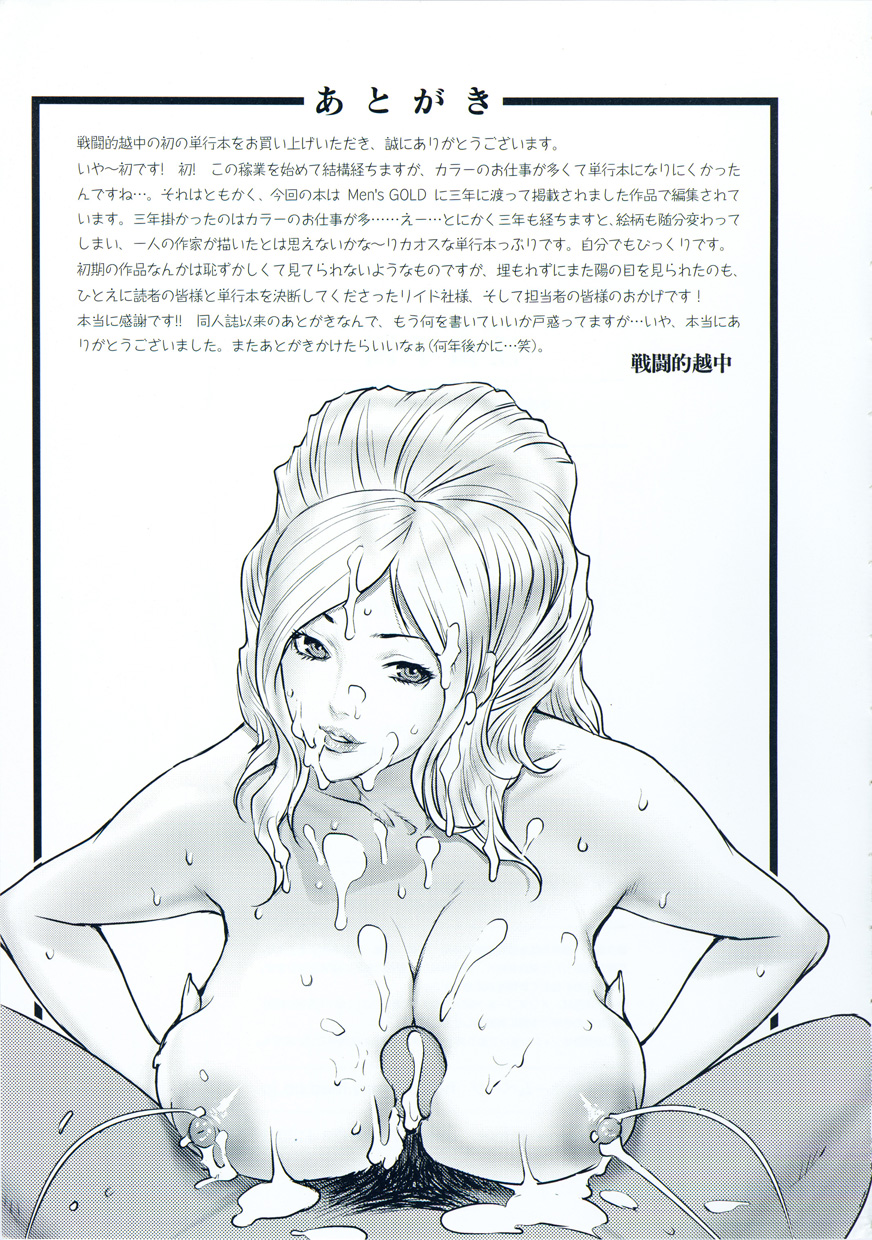 あとがき
戦闘的越中の初の単行本をお買い上げいただき、誠にありがとうございます。
いや〜初です! 初! この稼業を始めて結構経ちますが、カラーのお仕事が多くて単行本になりにくかった
んですね…。それはともかく、今回の本は Men's GOLD に三年に渡って掲載されました作品で編集されて
います。三年掛かったのはカラーのお仕事が多……えー…とにかく三年も経ちますと、絵柄も随分変わって
しまい、一人の作家が描いたとは思えないかな〜リカオスな単行本っぷりです。自分でもびっくりです。
初期の作品なんかは恥ずかしくて見てられないようなものですが、埋もれずにまた陽の目を見られたのも、
ひとえに読者の皆様と単行本を決断してくださったリイド社様、そして担当者の皆様のおかげです!
本当に感謝です!! 同人誌以来のあとがきなんで、もう何を書いていいか戸惑ってますが…いや、本当にあ
りがとうございました。またあとがきかけたらいいなぁ(何年後かに…笑)。
戦闘的越中